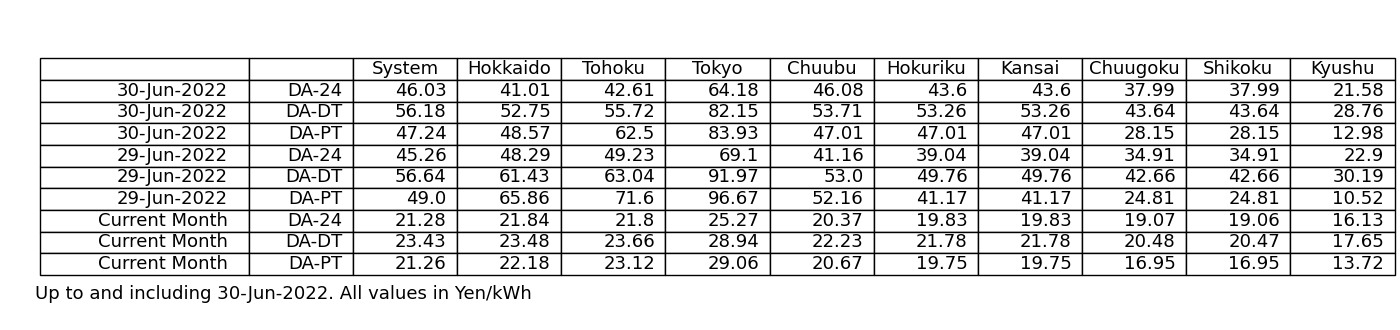 System Hokkaido Tohoku Tokyo Chuubu Hokuriku Kansai Chuugoku Shikoku Kyushu
30-Jun-2022 DA-24 46.03 41.01 42.61 64.18 46.08 43.6 43.6 37.99 37.99 21.58
30-Jun-2022 DA-DT 56.18 52.75 55.72 82.15 53.71 53.26 53.26 43.64 43.64 28.76
30-Jun-2022 DA-PT 47.24 48.57 62.5 83.93 47.01 47.01 47.01 28.15 28.15 12.98
29-Jun-2022 DA-24 45.26 48.29 49.23 69.1 41.16 39.04 39.04 34.91 34.91 22.9
29-Jun-2022 DA-DT 56.64 61.43 63.04 91.97 53.0 49.76 49.76 42.66 42.66 30.19
29-Jun-2022 DA-PT 49.0 65.86 71.6 96.67 52.16 41.17 41.17 24.81 24.81 10.52
Current Month DA-24 21.28 21.84 21.8 25.27 20.37 19.83 19.83 19.07 19.06 16.13
Current Month DA-DT 23.43 23.48 23.66 28.94 22.23 21.78 21.78 20.48 20.47 17.65
Current Month DA-PT 21.26 22.18 23.12 29.06 20.67 19.75 19.75 16.95 16.95 13.72
Up to and including 30-Jun-2022. All values in Yen/kWh